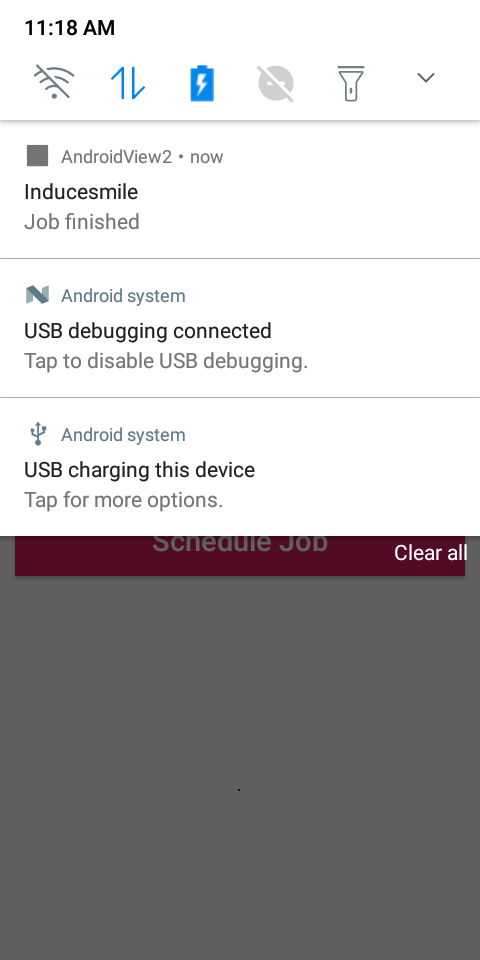 11:18 AM
AndroidView2 • now
Inducesmile
Job finished
Android system
USB debugging connected
Tap to disable USB debugging.
Android system
USB charging this device
Tap for more options.
Schedule Job
Clear all